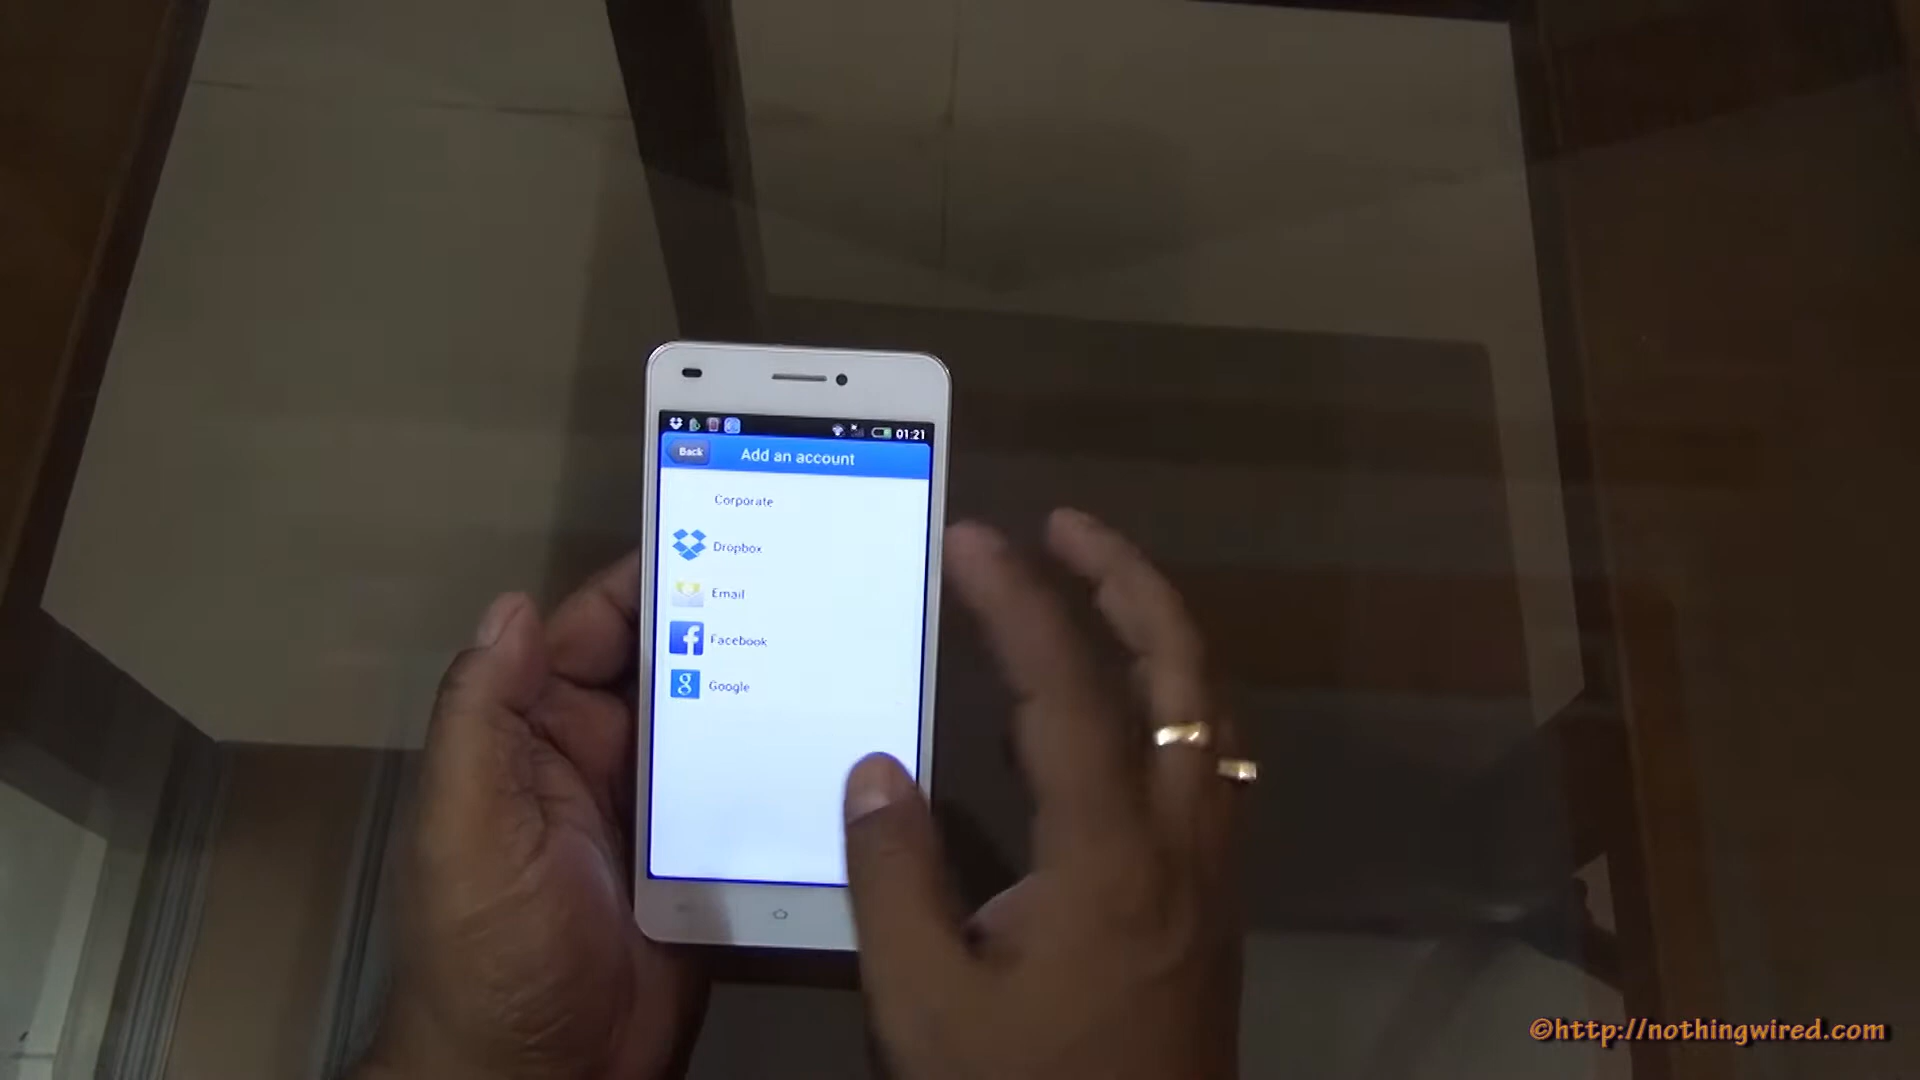 01:21
Back
Add an account
Corporate
Dropbox
Email
Facebook
g Google
©http://nothingwired.com